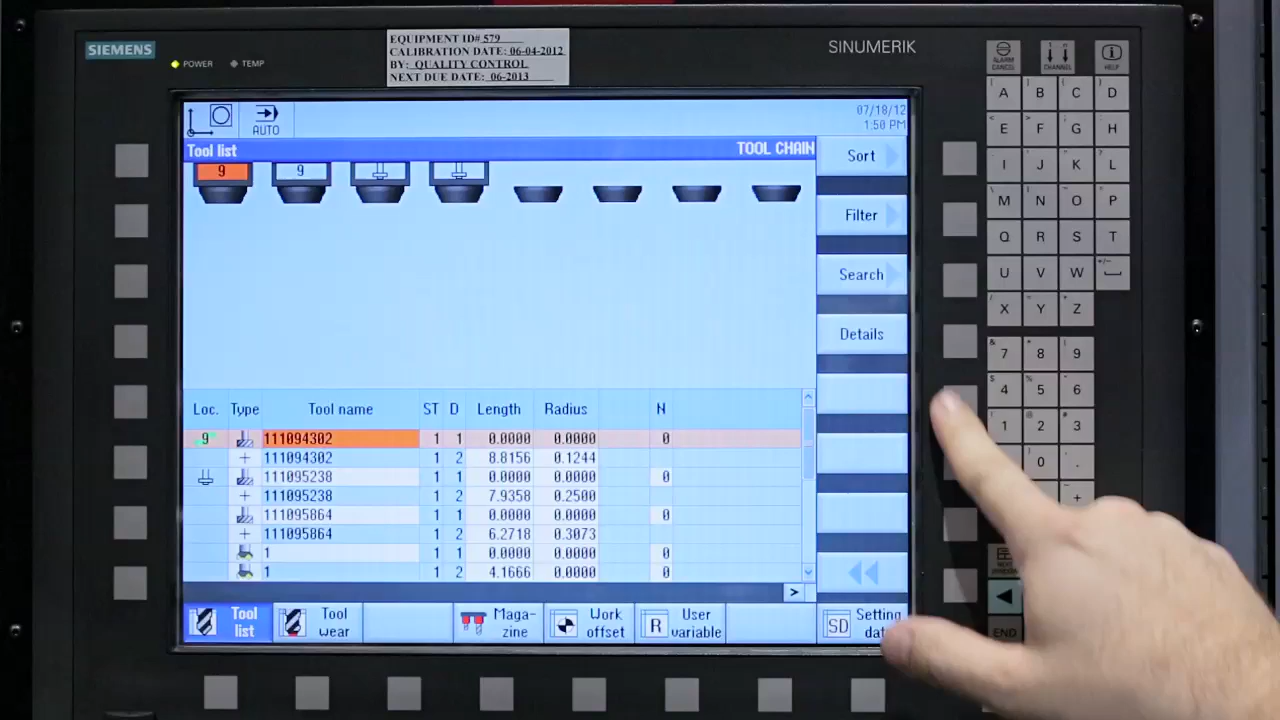 SIEMENS
POWER
TEMP
EQUIPMENT ID# 579
CALIBRATION DATE: 06-04-2012
BY: QUALITY CONTROL
NEXT DUE DATE: 06-2013
SINUMERIK
ALARM CANCEL
CHANNEL
HELP
AUTO
07/18/12
1:50 PM
Tool list
TOOL CHAIN
9
9
Sort
Filter
Search
Details
Loc. Type Tool name ST D Length Radius N
9 111094302 1 1 0.0000 0.0000 0
111094302 1 2 8.8156 0.1244
111095238 1 1 0.0000 0.0000 0
111095238 1 2 7.9358 0.2500
111095864 1 1 0.0000 0.0000 0
111095864 1 2 6.2718 0.3073
1 1 1 0.0000 0.0000 0
1 1 2 4.1666 0.0000 0
>
Tool list
Tool wear
Maga-zine
Work offset
R User variable
SD Setting dat
A B C D
E F G H
I J K L
M N O P
Q R S T
U V W
X Y Z
7 8 9
4 5 6
1 2 3
0 .
+
END